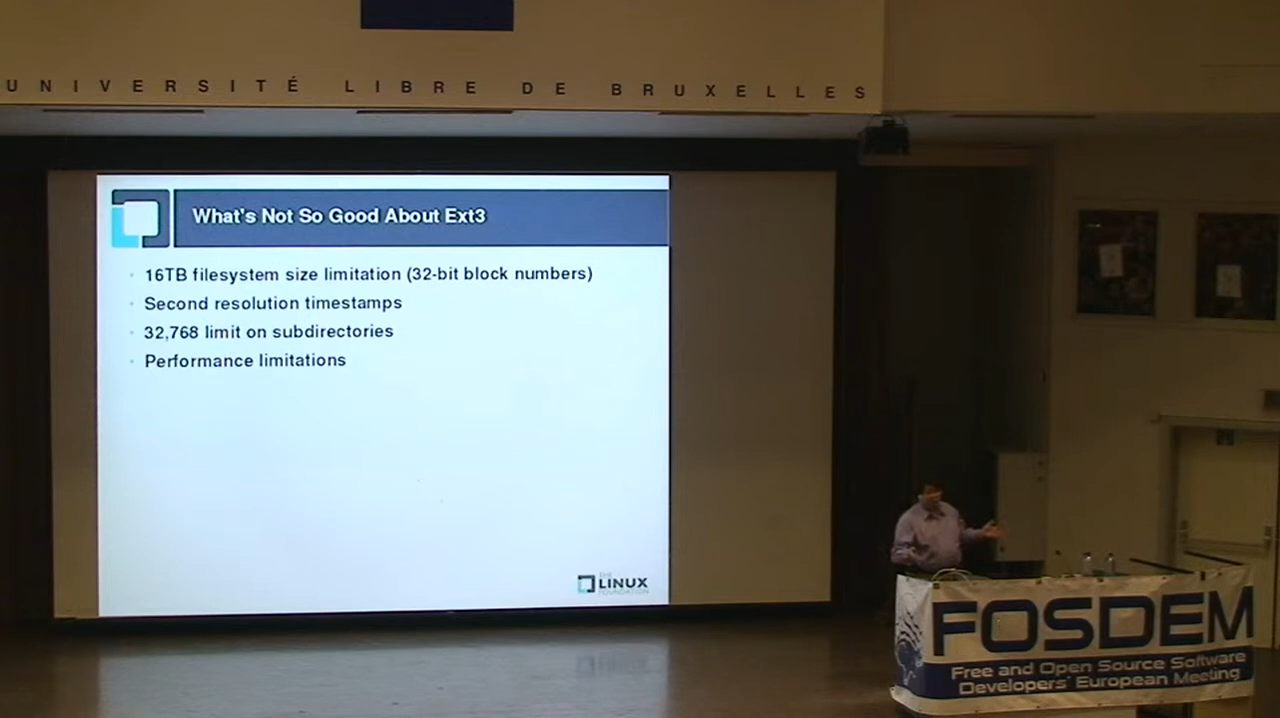 UNIVERSITÉ LIBRE DE BRUXELLES
What's Not So Good About Ext3
16TB filesystem size limitation (32-bit block numbers)
Second resolution timestamps
32,768 limit on subdirectories
Performance limitations
THE
LINUX
FOUNDATION
FOSDEM
Free and Open Source Software
Developers' European Meeting